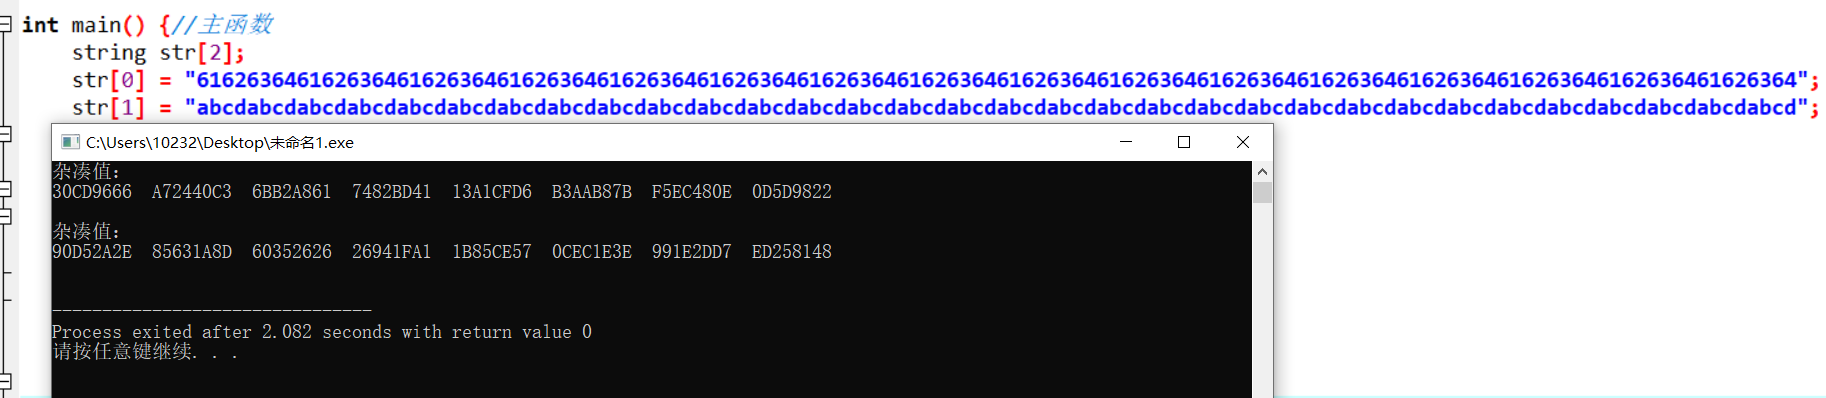 int main() {//主函数
string str[2];
str[0] = "61626364616263646162636461626364616263646162636461626364616263646162636461626364616263646162636461626364616263646162636461626364";
str[1] = "abcdabcdabcdabcdabcdabcdabcdabcdabcdabcdabcdabcdabcdabcdabcdabcdabcdabcdabcdabcdabcdabcdabcdabcdabcdabcdabcdabcdabcdabcdabcdabcd";
C:\Users\10232\Desktop\未命名1.exe
杂凑值：
30CD9666 A72440C3 6BB2A861 7482BD41 13A1CFD6 B3AAB87B F5EC480E 0D5D9822
杂凑值：
90D52A2E 85631A8D 60352626 26941FA1 1B85CE57 0CEC1E3E 991E2DD7 ED258148
--------------------------------
Process exited after 2.082 seconds with return value 0
请按任意键继续. . .